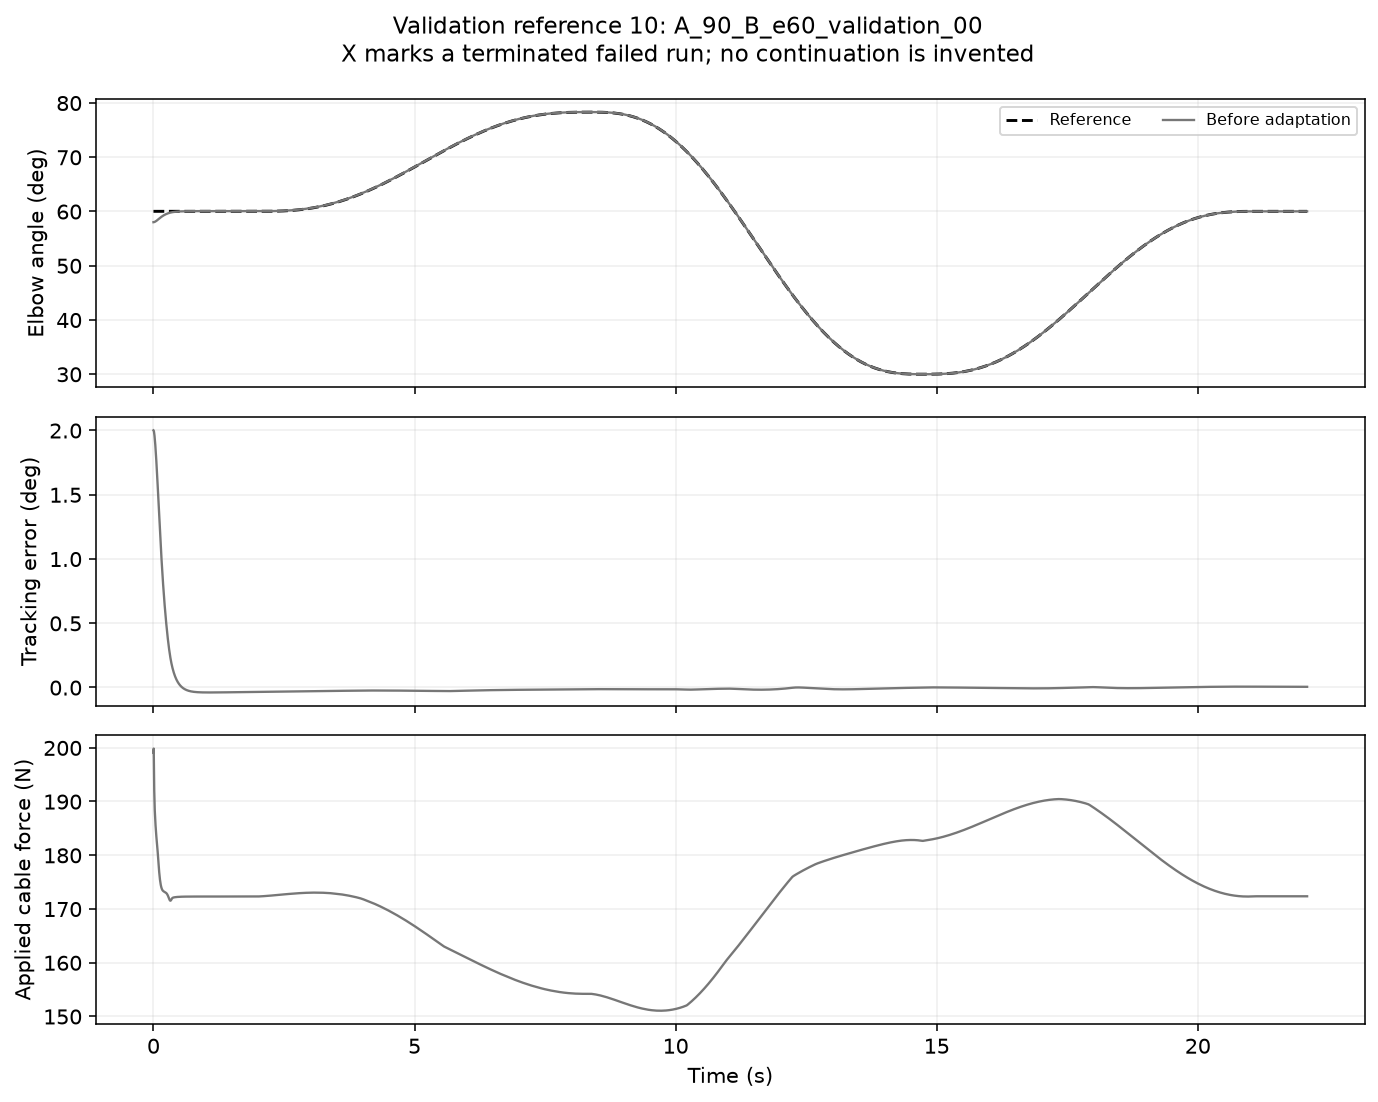 Validation reference 10: A_90_B_e60_validation_00
X marks a terminated failed run; no continuation is invented
Elbow angle (deg)
80
70
60
50
40
30
Reference
Before adaptation
Tracking error (deg)
2.0
1.5
1.0
0.5
0.0
Applied cable force (N)
200
190
180
170
160
150
0
5
10
15
20
Time (s)